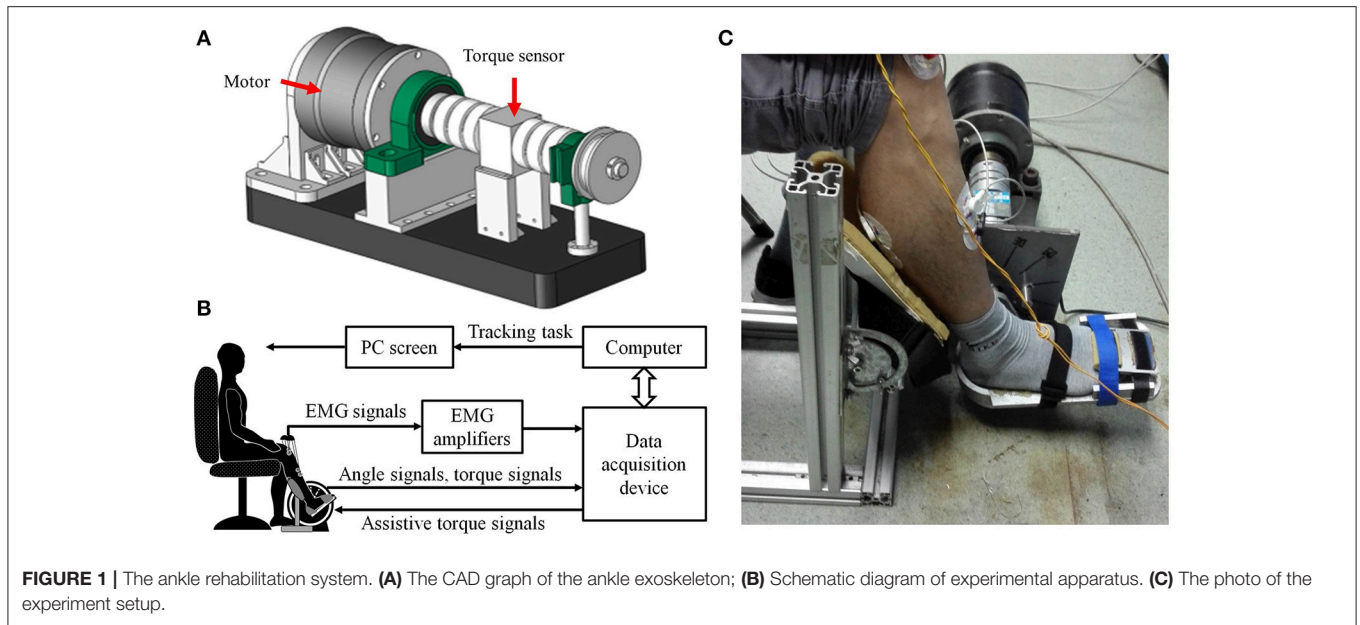 A
Motor
Torque sensor
B
Tracking task
PC screen
Computer
EMG signals
EMG
amplifiers
Data
acquisition
device
Angle signals, torque signals
Assistive torque signals
C
FIGURE 1 | The ankle rehabilitation system. (A) The CAD graph of the ankle exoskeleton; (B) Schematic diagram of experimental apparatus. (C) The photo of the
experiment setup.